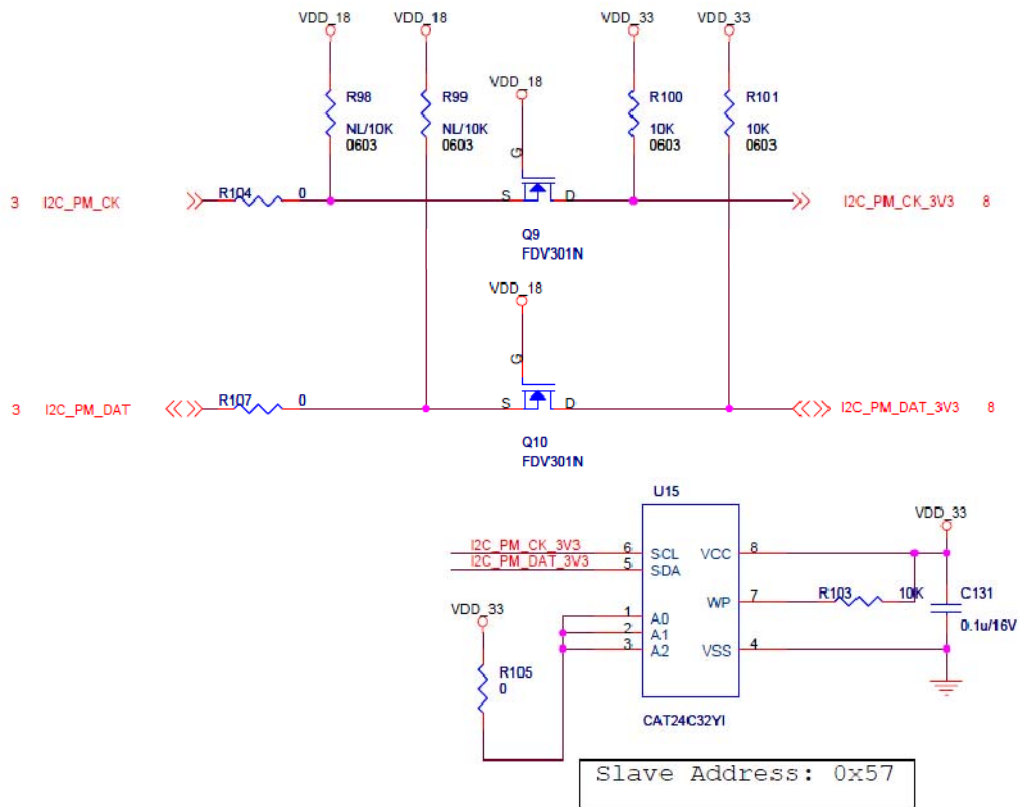 VDD_18 VDD_18 VDD_33 VDD_33
VDD_18
R98 R99 R100 R101
NL/10K NL/10K 10K 10K
0603 0603 0603 0603
G
3 I2C_PM_CK R104 0 S D I2C_PM_CK_3V3 8
Q9
FDV301N
VDD_18
G
3 I2C_PM_DAT R107 0 S D I2C_PM_DAT_3V3 8
Q10
FDV301N
U15
VDD_33
I2C_PM_CK_3V3 6 SCL VCC 8
I2C_PM_DAT_3V3 5 SDA
WP 7 R103 10K C131
0.1u/16V
VDD_33 1 A0
2 A1
3 A2 VSS 4
R105
0
CAT24C32YI
Slave Address: 0x57